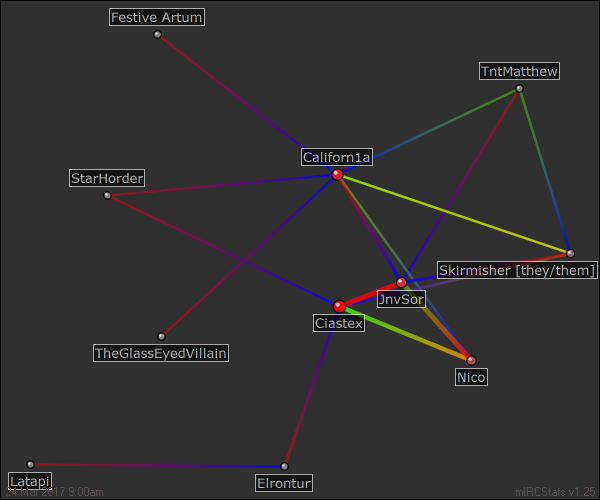 Festive Artum
TntMatthew
Californ1a
StarHorder
Skirmisher [they/them]
JnvSor
Ciastex
TheGlassEyedVillain
Nico
Latapi
Elrontur
24 Mar 2017 9:00am
mIRCStats v1.25